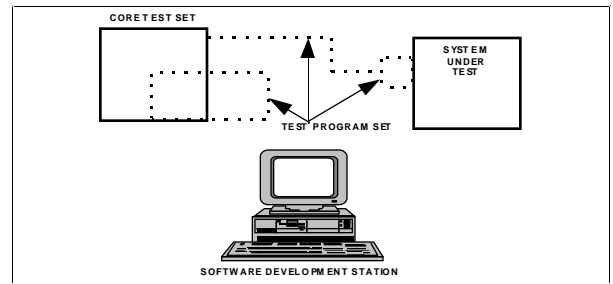 CORE TEST SET
SYSTEM
UNDER
TEST
TEST PROGRAM SET
SOFTWARE DEVELOPMENT STATION